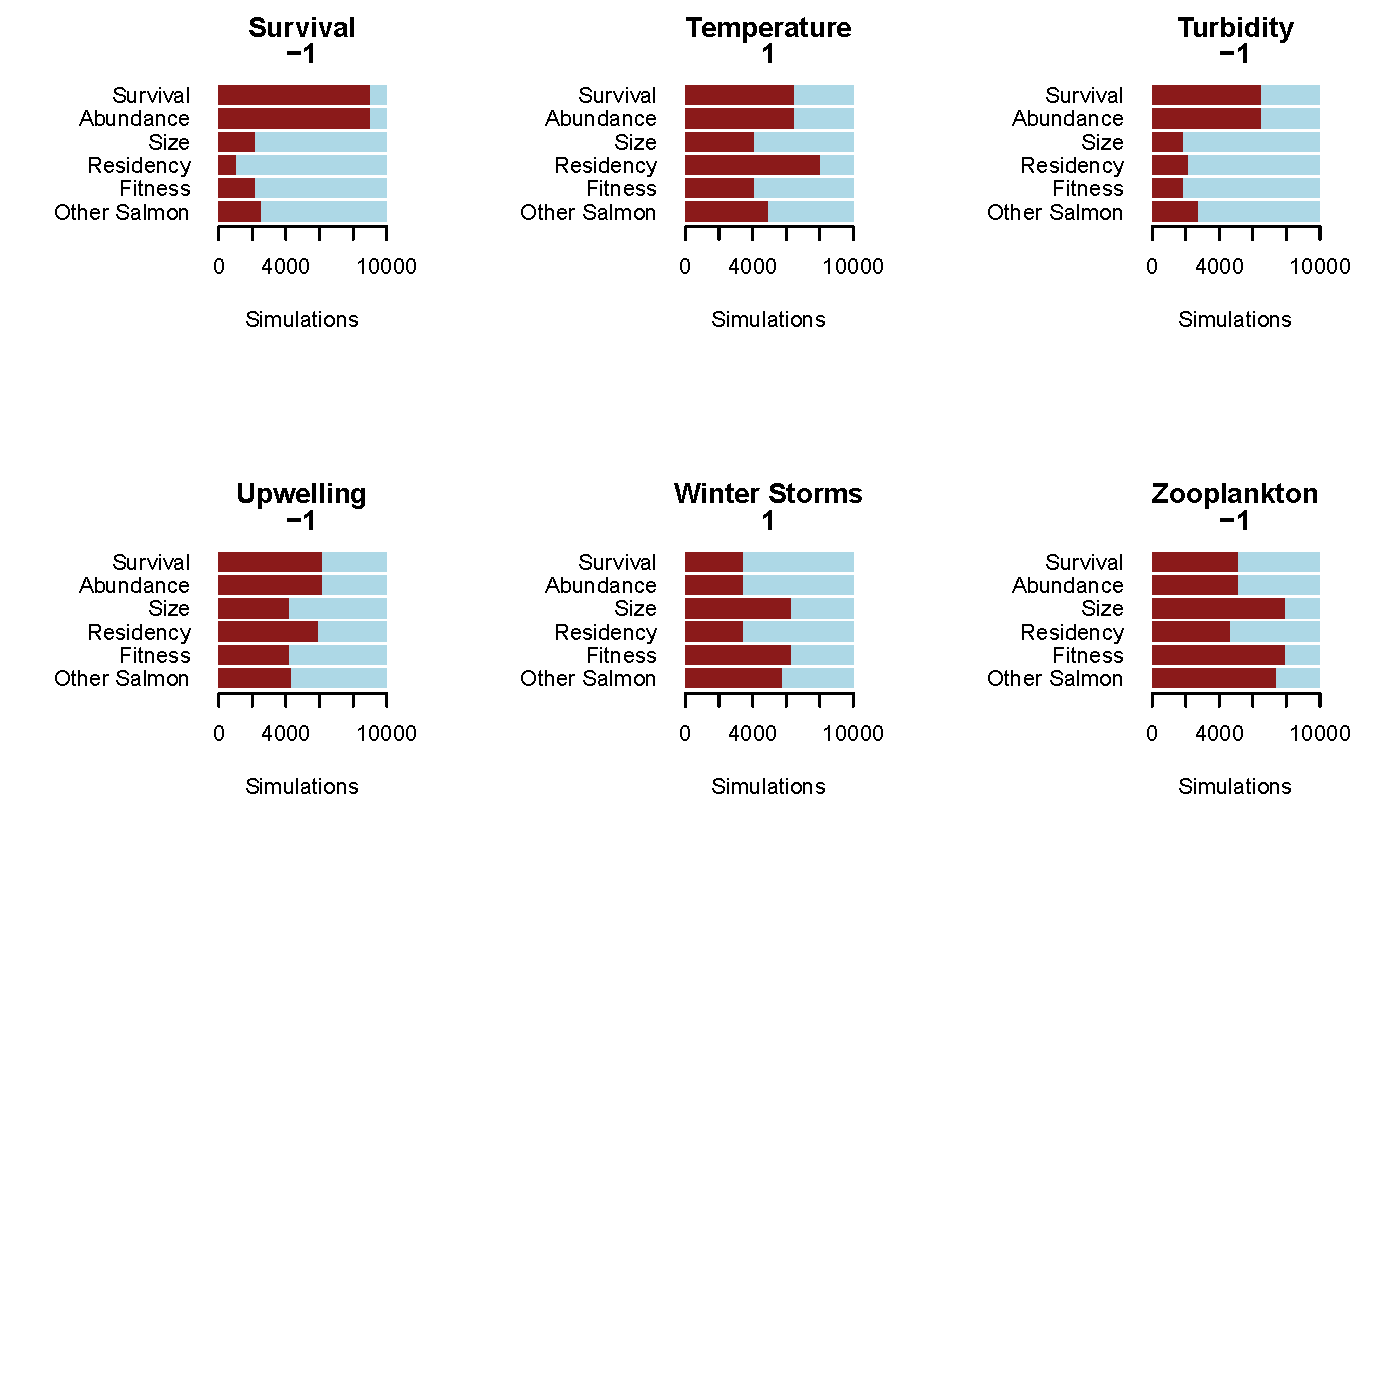 Survival
−1
Survival
Abundance
Size
Residency
Fitness
Other Salmon
0 4000 10000
Simulations
Temperature
1
Survival
Abundance
Size
Residency
Fitness
Other Salmon
0 4000 10000
Simulations
Turbidity
−1
Survival
Abundance
Size
Residency
Fitness
Other Salmon
0 4000 10000
Simulations
Upwelling
−1
Survival
Abundance
Size
Residency
Fitness
Other Salmon
0 4000 10000
Simulations
Winter Storms
1
Survival
Abundance
Size
Residency
Fitness
Other Salmon
0 4000 10000
Simulations
Zooplankton
−1
Survival
Abundance
Size
Residency
Fitness
Other Salmon
0 4000 10000
Simulations